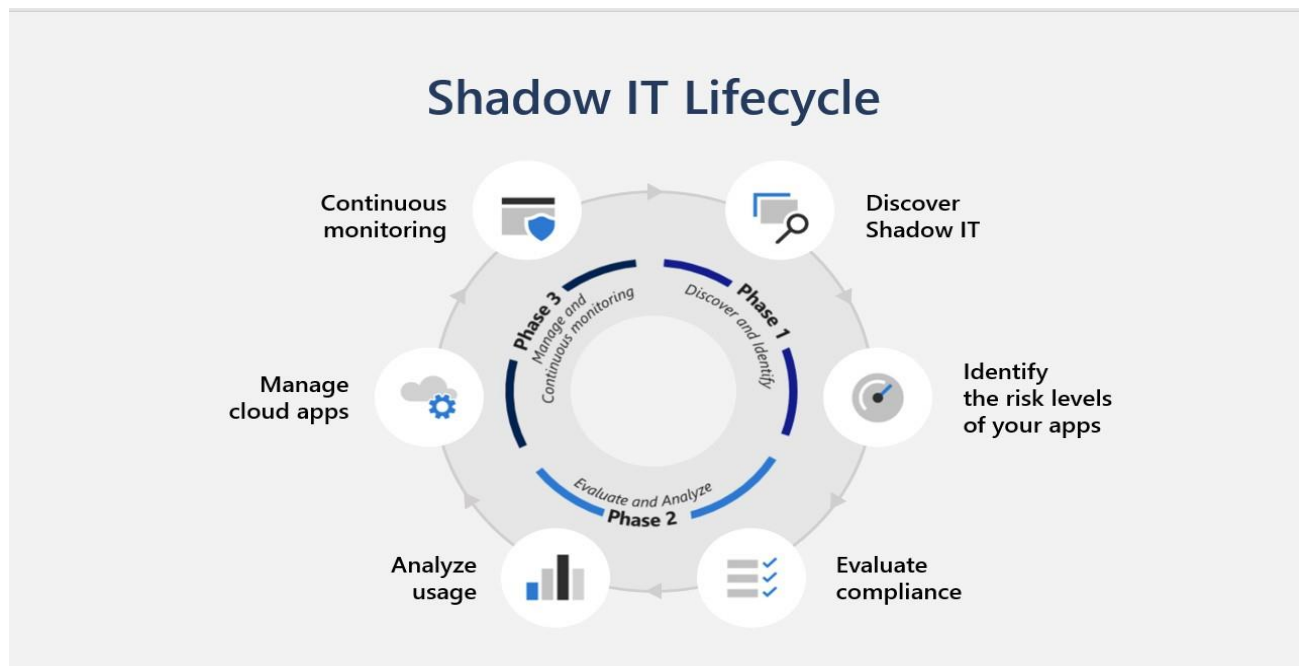 Shadow IT Lifecycle
Continuous
monitoring
Discover
Shadow IT
Phase 3
Manage and
Continuous monitoring
Phase 1
Discover and Identify
Manage
cloud apps
Identify
the risk levels
of your apps
Evaluate and Analyze
Phase 2
Analyze
usage
Evaluate
compliance